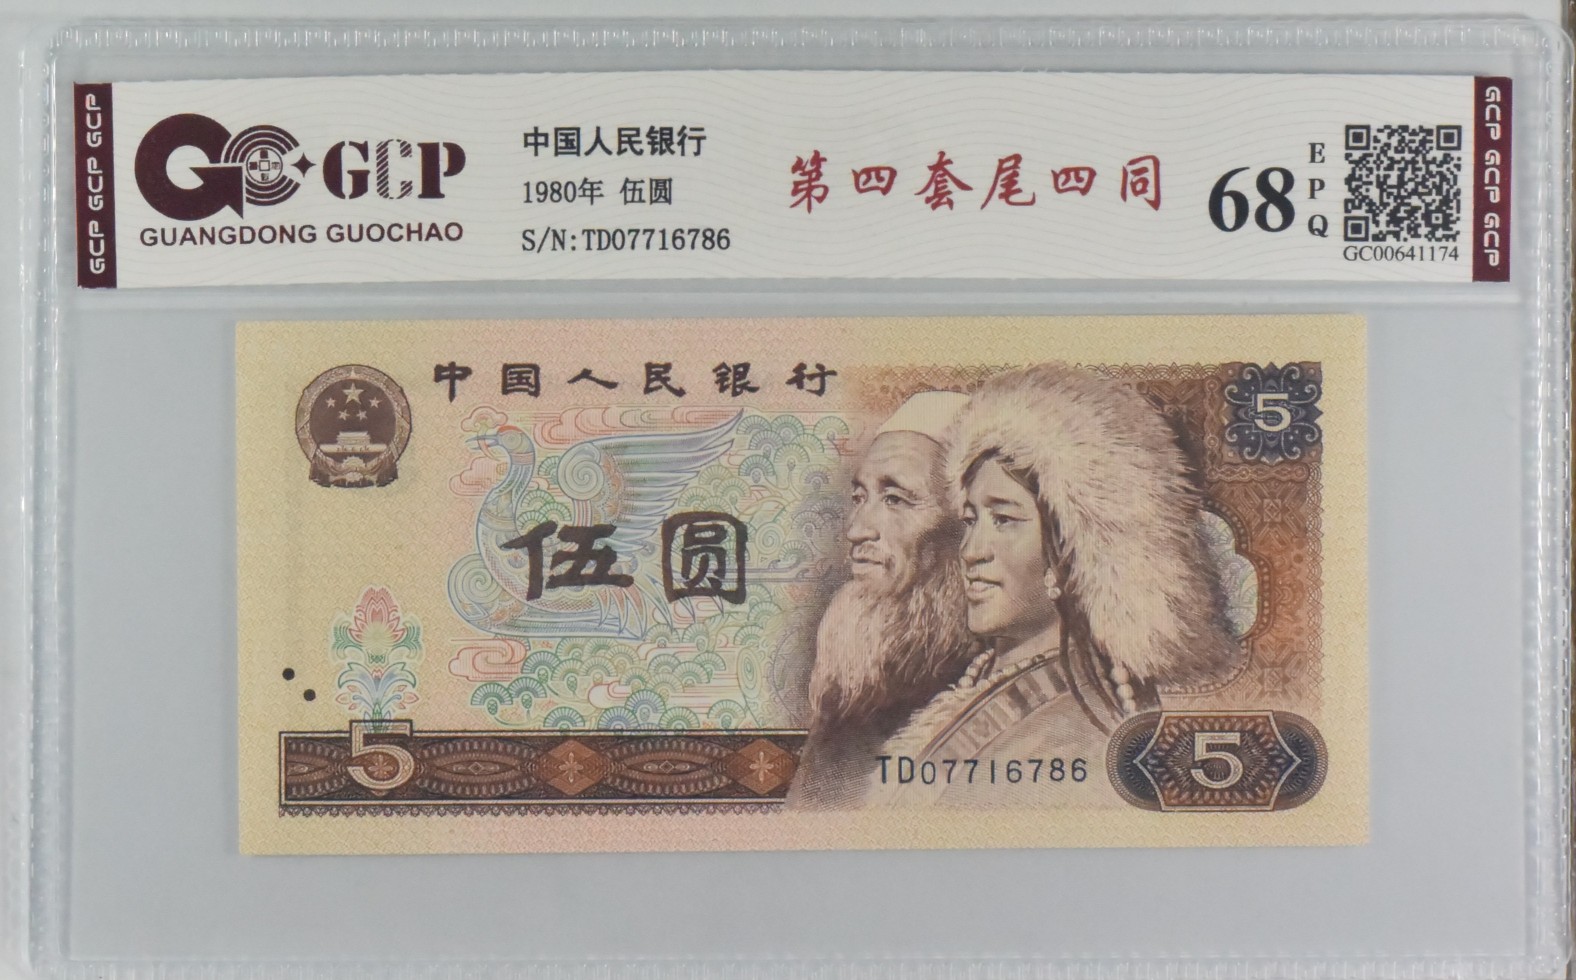 GCP GCP GCP
GCP
GUANGDONG GUOCHAO
中国人民银行
1980年 伍圆
S/N:TD07716786
第四套尾四同
68
E
P
Q
GC00641174
GCP GCP GCP
中国人民银行
5
伍圆
5
TD07716786
5